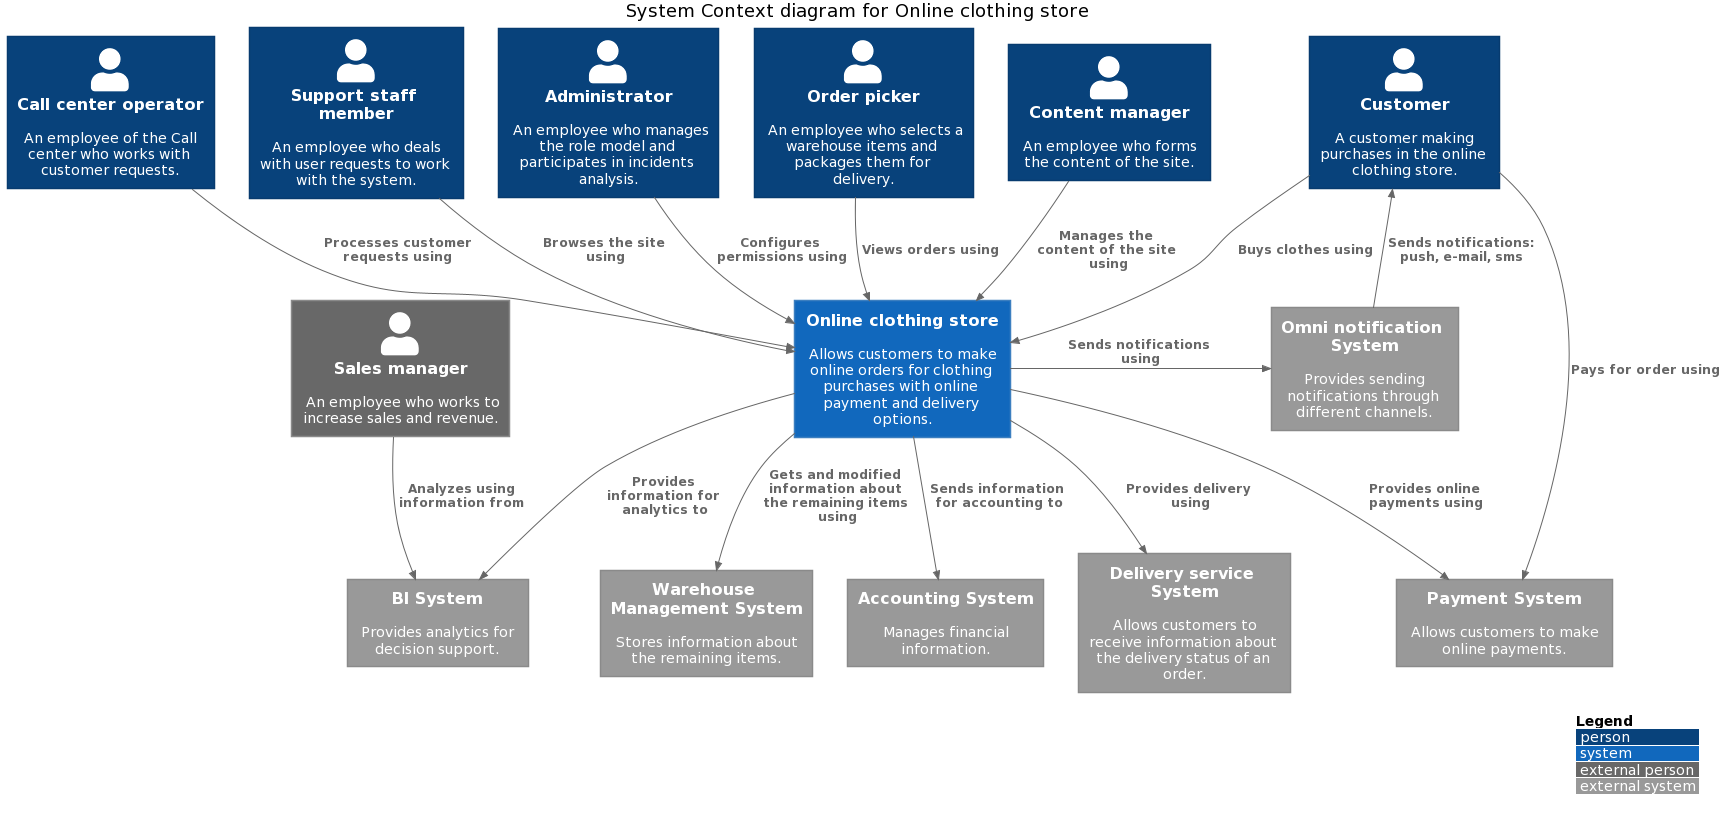 System Context diagram for Online clothing store
Call center operator
An employee of the Call
center who works with
customer requests.
Support staff
member
An employee who deals
with user requests to work
with the system.
Administrator
An employee who manages
the role model and
participates in incidents
analysis.
Order picker
An employee who selects a
warehouse items and
packages them for
delivery.
Content manager
An employee who forms
the content of the site.
Customer
A customer making
purchases in the online
clothing store.
Processes customer
requests using
Browses the site
using
Configures
permissions using
Views orders using
Manages the
content of the site
using
Buys clothes using
Sends notifications:
push, e-mail, sms
Sales manager
An employee who works to
increase sales and revenue.
Online clothing store
Allows customers to make
online orders for clothing
purchases with online
payment and delivery
options.
Sends notifications
using
Omni notification
System
Provides sending
notifications through
different channels.
Pays for order using
Analyzes using
information from
Provides
information for
analytics to
Gets and modified
information about
the remaining items
using
Sends information
for accounting to
Provides delivery
using
Provides online
payments using
BI System
Provides analytics for
decision support.
Warehouse
Management System
Stores information about
the remaining items.
Accounting System
Manages financial
information.
Delivery service
System
Allows customers to
receive information about
the delivery status of an
order.
Payment System
Allows customers to make
online payments.
Legend
person
system
external person
external system